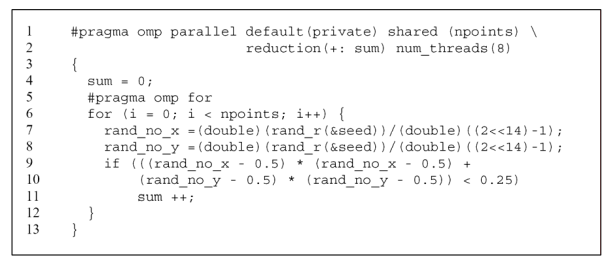 1 #pragma omp parallel default(private) shared (npoints) \
2 reduction(+: sum) num_threads(8)
3 {
4 sum = 0;
5 #pragma omp for
6 for (i = 0; i < npoints; i++) {
7 rand_no_x =(double)(rand_r(&seed))/(double)((2<<14)-1);
8 rand_no_y =(double)(rand_r(&seed))/(double)((2<<14)-1);
9 if (((rand_no_x - 0.5) * (rand_no_x - 0.5) +
10 (rand_no_y - 0.5) * (rand_no_y - 0.5)) < 0.25)
11 sum ++;
12 }
13 }